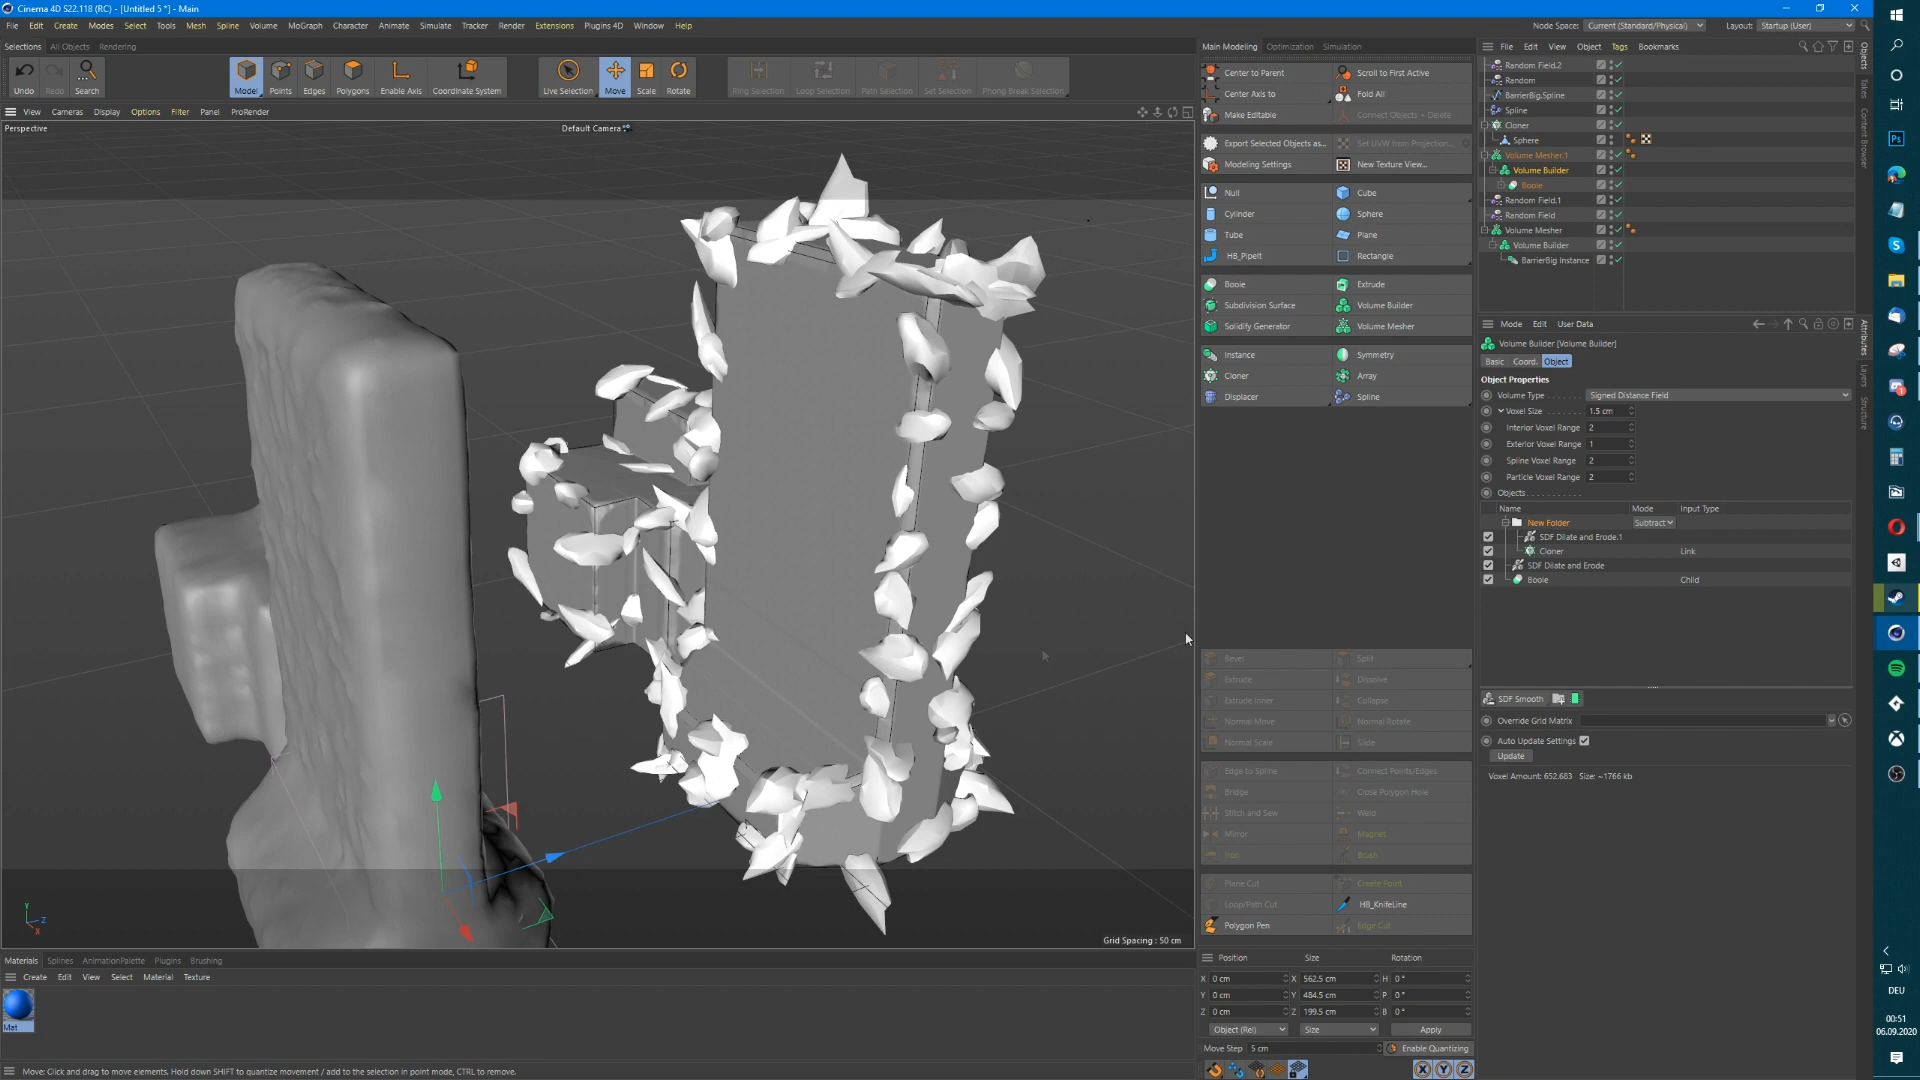 Cinema 4D S22.118 (RC) - [Untitled 5 *] - Main
File Edit Create Modes Select Tools Mesh Spline Volume MoGraph Character Animate Simulate Tracker Render Extensions Plugins 4D Window Help
Node Space: Current (Standard/Physical) Layout: Startup (User)
Selections All Objects Rendering
Undo Redo Search Model Points Edges Polygons Enable Axis Coordinate System Live Selection Move Scale Rotate Ring Selection Loop Selection Path Selection Set Selection Phong Break Selection
View Cameras Display Options Filter Panel ProRender
Perspective
Default Camera
Grid Spacing : 50 cm
Y
Z
X
Main Modeling Optimization Simulation
Center to Parent Scroll to First Active
Center Axis to Fold All
Make Editable Connect Objects + Delete
Export Selected Objects as... Set UVW from Projection...
Modeling Settings New Texture View...
Null Cube
Cylinder Sphere
Tube Plane
HB_PipeIt Rectangle
Boole Extrude
Subdivision Surface Volume Builder
Solidify Generator Volume Mesher
Instance Symmetry
Cloner Array
Displacer Spline
Bevel Split
Extrude Dissolve
Extrude Inner Collapse
Normal Move Normal Rotate
Normal Scale Slide
Edge to Spline Connect Points/Edges
Bridge Close Polygon Hole
Stitch and Sew Weld
Mirror Magnet
Iron Brush
Plane Cut Create Point
Loop/Path Cut HB_KnifeLine
Polygon Pen Edge Cut
Position Size Rotation
X 0 cm X 562.5 cm H 0 °
Y 0 cm Y 484.5 cm P 0 °
Z 0 cm Z 199.5 cm B 0 °
Object (Rel) Size Apply
Move Step 5 cm Enable Quantizing
X Y Z
File Edit View Object Tags Bookmarks
Random Field.2
Random
BarrierBig.Spline
Spline
Cloner
Sphere
Volume Mesher.1
Volume Builder
Boole
Random Field.1
Random Field
Volume Mesher
Volume Builder
BarrierBig Instance
Objects
Takes
Content Browser
Attributes
Layers
Structure
Mode Edit User Data
Volume Builder [Volume Builder]
Basic Coord. Object
Object Properties
Volume Type Signed Distance Field
Voxel Size 1.5 cm
Interior Voxel Range 2
Exterior Voxel Range 1
Spline Voxel Range 2
Particle Voxel Range 2
Objects
Name Mode Input Type
New Folder Subtract
SDF Dilate and Erode.1
Cloner Link
SDF Dilate and Erode
Boole Child
SDF Smooth
Override Grid Matrix
Auto Update Settings
Update
Voxel Amount: 652.683 Size: ~1766 kb
Materials Splines AnimationPalette Plugins Brushing
Create Edit View Select Material Texture
Mat
Move: Click and drag to move elements. Hold down SHIFT to quantize movement / add to the selection in point mode, CTRL to remove.
Ps
DEU
00:51
06.09.2020